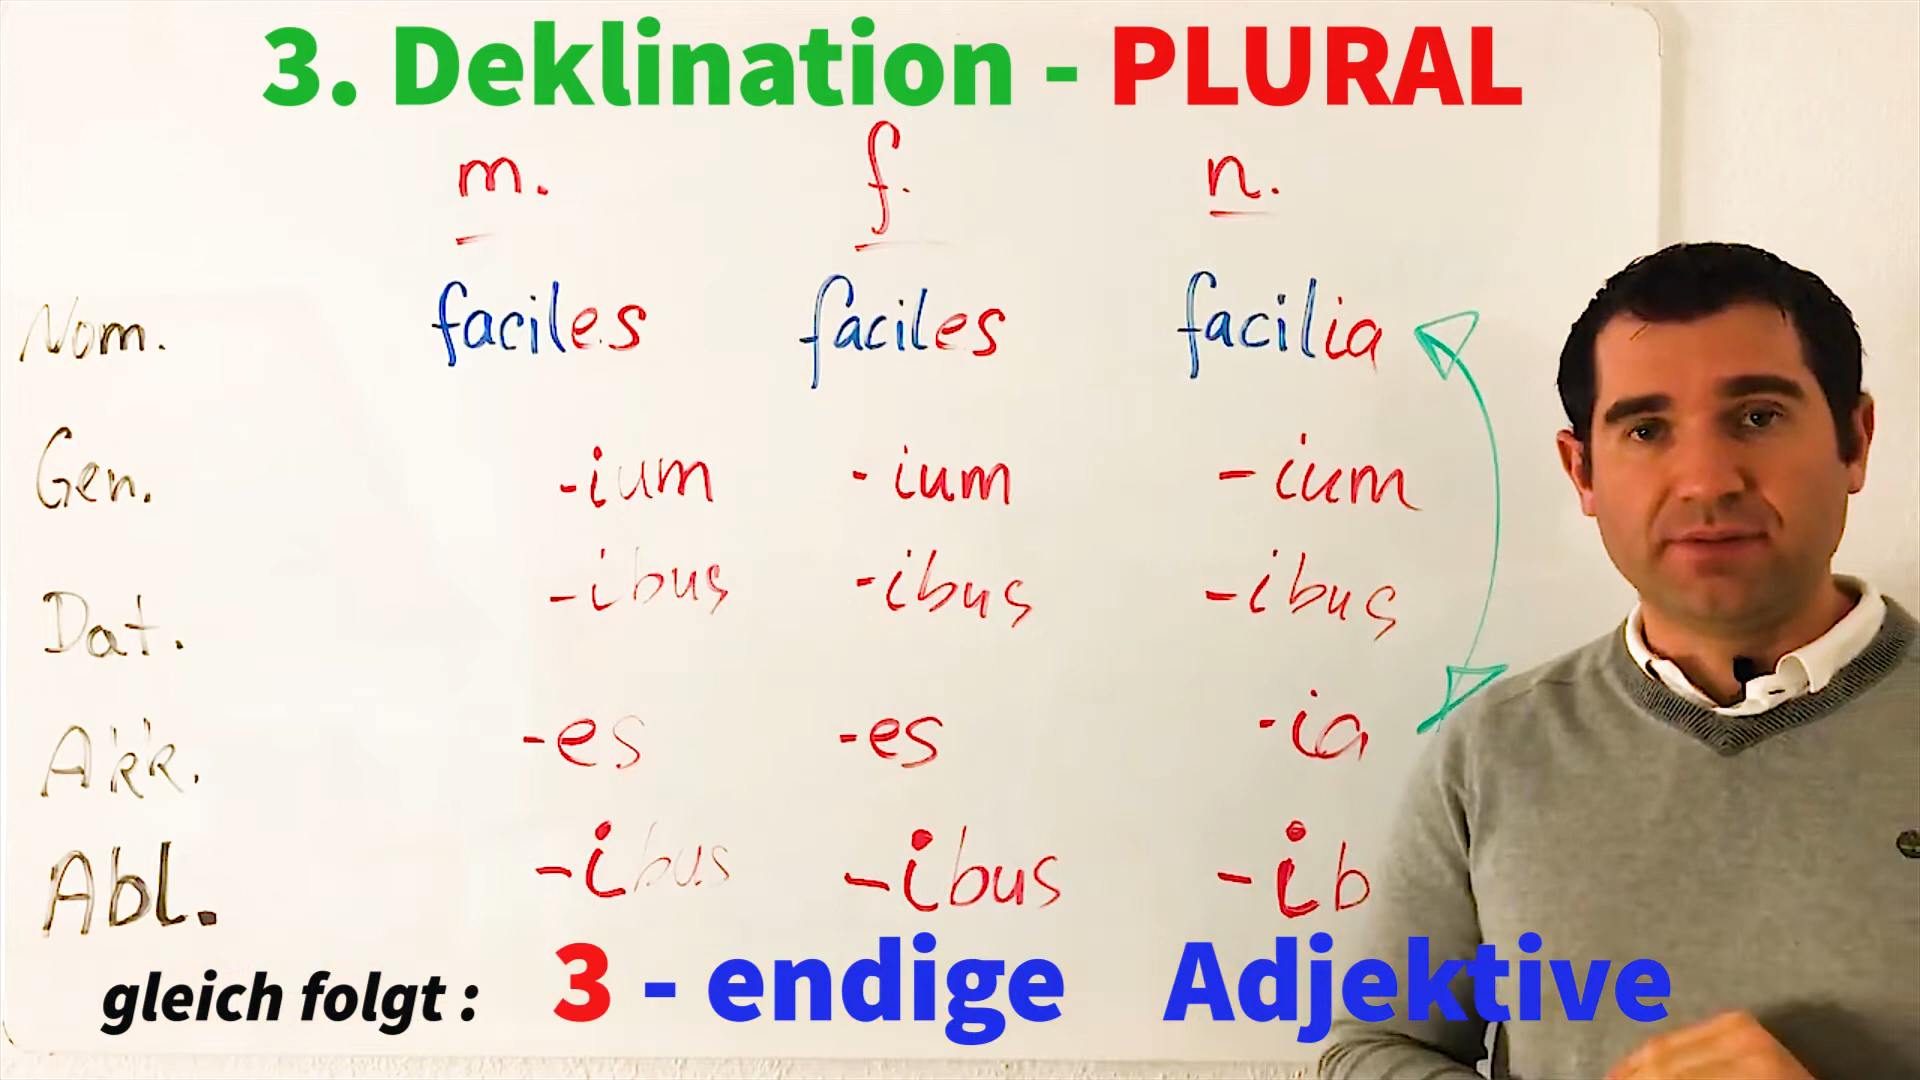 3. Deklination - PLURAL
m. f. n.
Nom. faciles faciles facilia
Gen. -ium -ium -ium
Dat. -ibus -ibus -ibus
Akk. -es -es -ia
Abl. -ibus -ibus -ib
gleich folgt : 3 - endige Adjektive